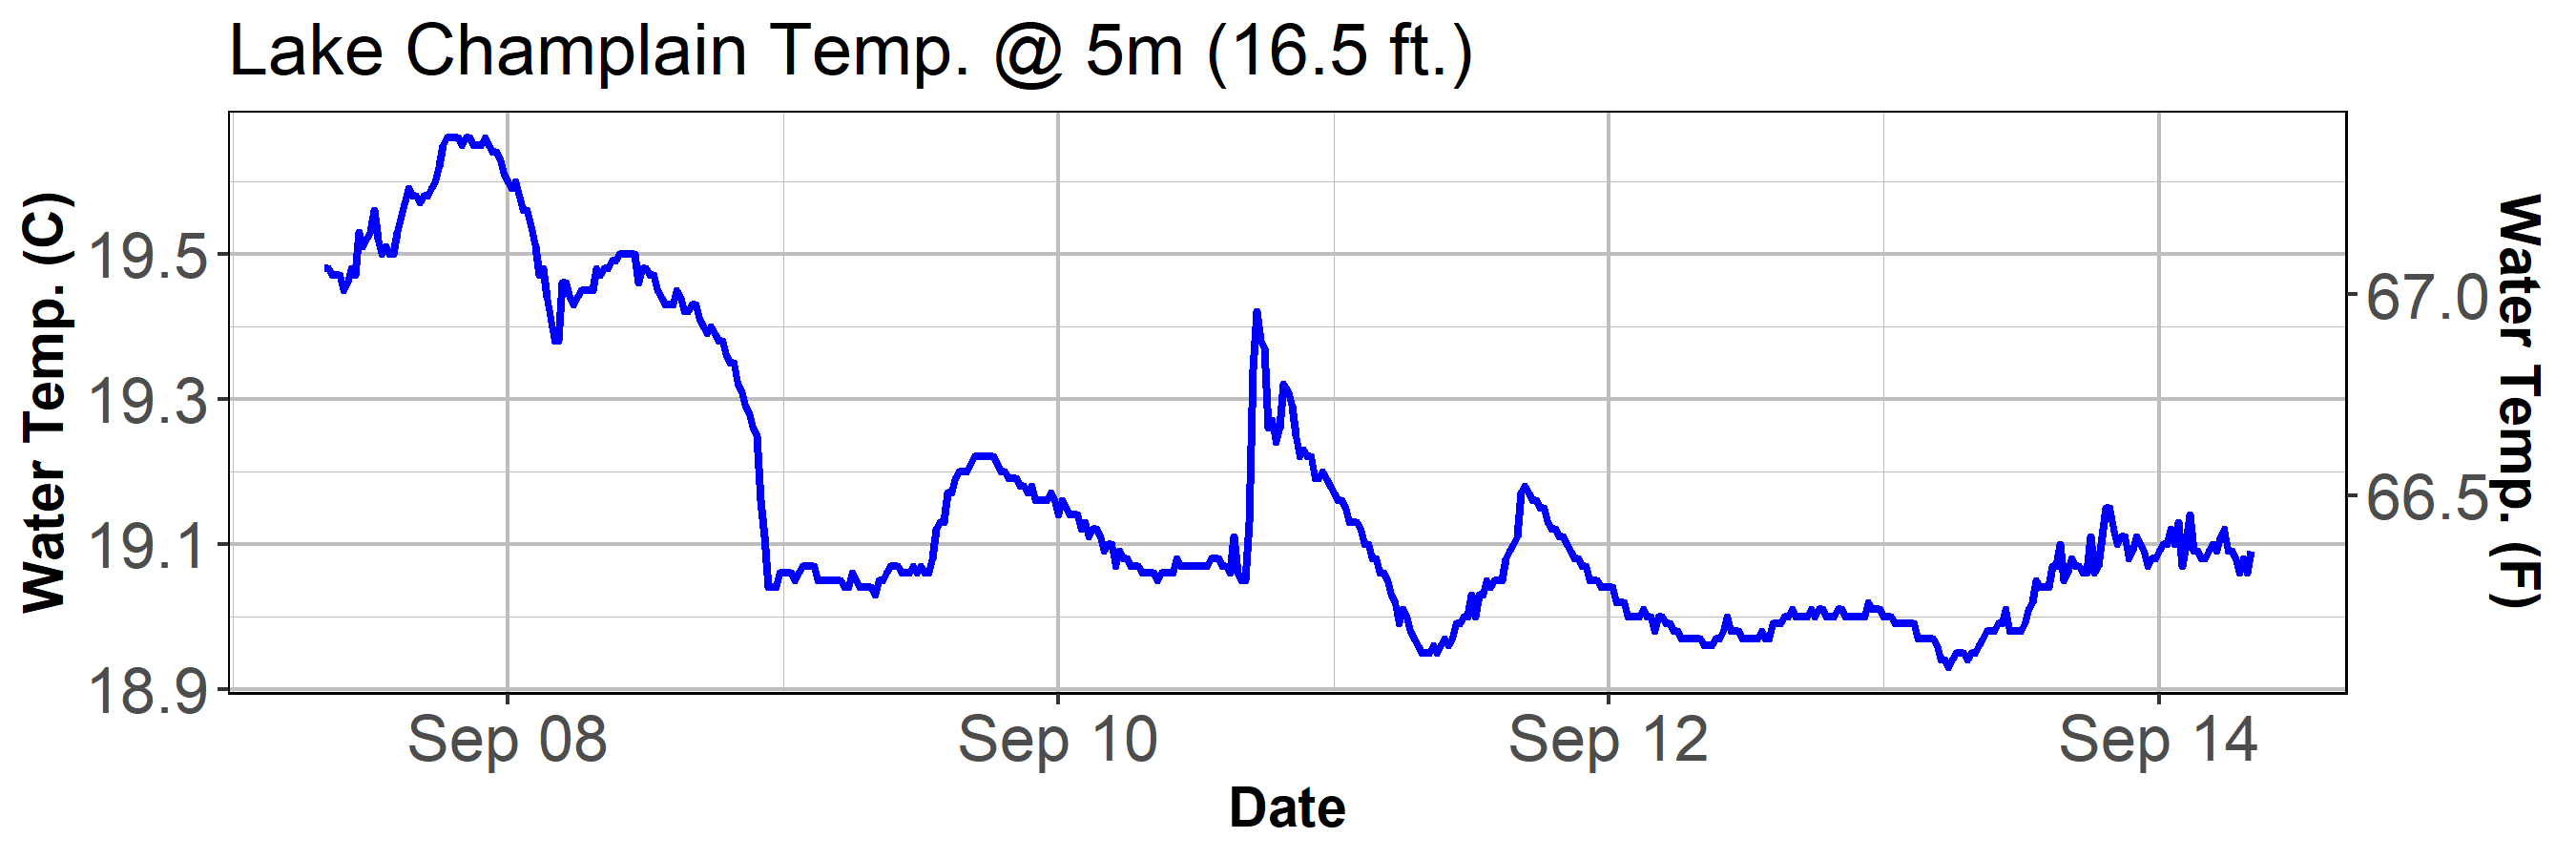 Lake Champlain Temp. @ 5m (16.5 ft.)
Water Temp. (C)
19.5
19.3
19.1
18.9
67.0
66.5
Water Temp. (F)
Sep 08 Sep 10 Sep 12 Sep 14
Date